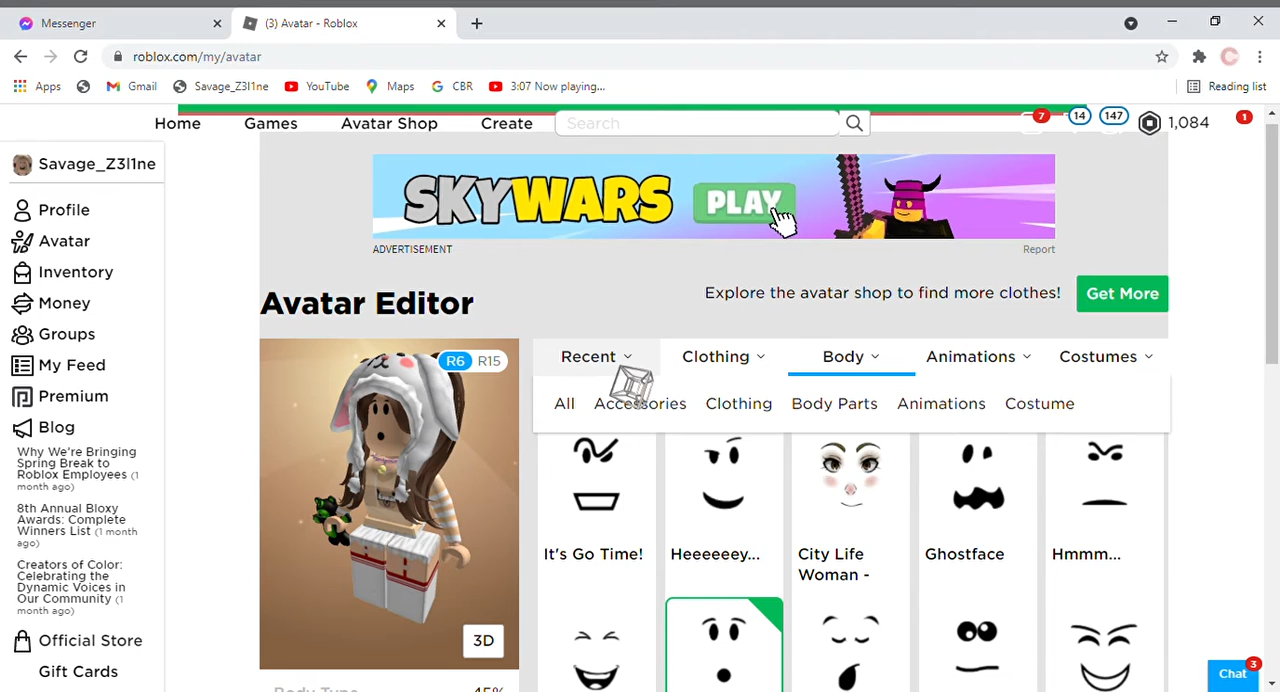 Messenger
(3) Avatar - Roblox
roblox.com/my/avatar
Apps
Gmail
Savage_Z3l1ne
YouTube
Maps
CBR
3:07 Now playing...
Reading list
Home
Games
Avatar Shop
Create
Search
7
14
147
1,084
1
Savage_Z3l1ne
Profile
Avatar
Inventory
Money
Groups
My Feed
Premium
Blog
Why We're Bringing
Spring Break to
Roblox Employees (1
month ago)
8th Annual Bloxy
Awards: Complete
Winners List (1 month
ago)
Creators of Color:
Celebrating the
Dynamic Voices in
Our Community (1
month ago)
Official Store
Gift Cards
SKYWARS
PLAY
ADVERTISEMENT
Report
Avatar Editor
Explore the avatar shop to find more clothes!
Get More
R6
R15
3D
Recent
Clothing
Body
Animations
Costumes
All
Accessories
Clothing
Body Parts
Animations
Costume
It's Go Time!
Heeeeeey...
City Life
Woman -
Ghostface
Hmmm...
Body Type
45%
Chat
3